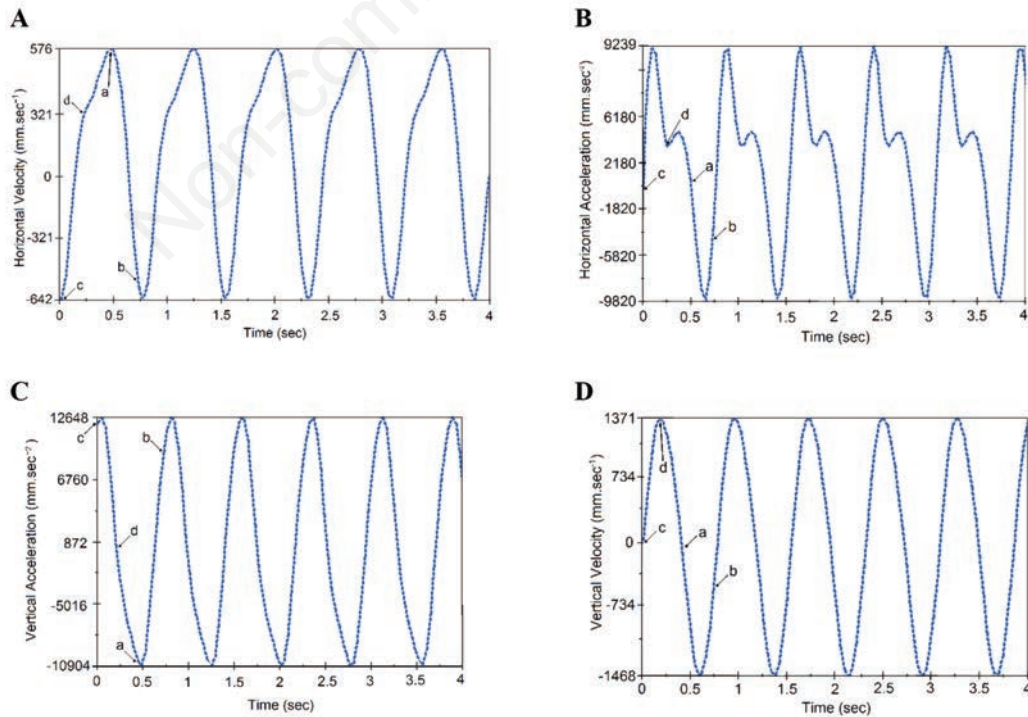 A
Horizontal Velocity (mm.sec⁻¹)
576
321
0
-321
-642
a
d
b
c
0 0.5 1 1.5 2 2.5 3 3.5 4
Time (sec)
B
Horizontal Acceleration (mm.sec⁻¹)
9239
6180
2180
-1820
-5820
-9820
d
a
c
b
0 0.5 1 1.5 2 2.5 3 3.5 4
Time (sec)
C
Vertical Acceleration (mm.sec⁻²)
12648
6760
872
-5016
-10904
c
b
d
a
0 0.5 1 1.5 2 2.5 3 3.5 4
Time (sec)
D
Vertical Velocity (mm.sec⁻¹)
1371
734
0
-734
-1468
d
c
a
b
0 0.5 1 1.5 2 2.5 3 3.5 4
Time (sec)
Non-com